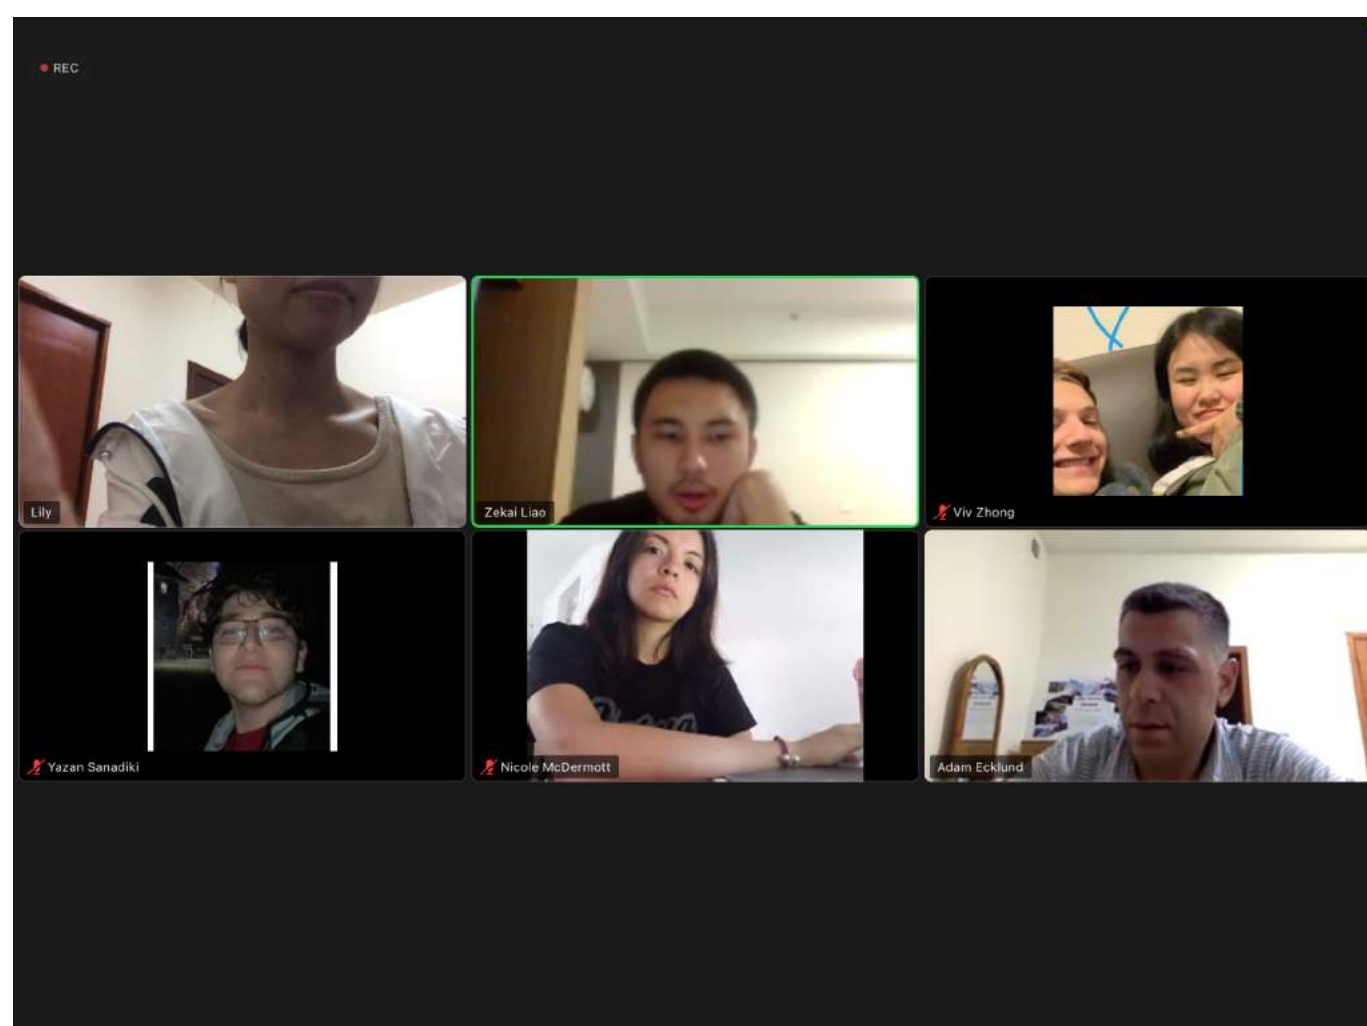 REC
Lily
Zekai Liao
Viv Zhong
Yazan Sanadiki
Nicole McDermott
Adam Ecklund